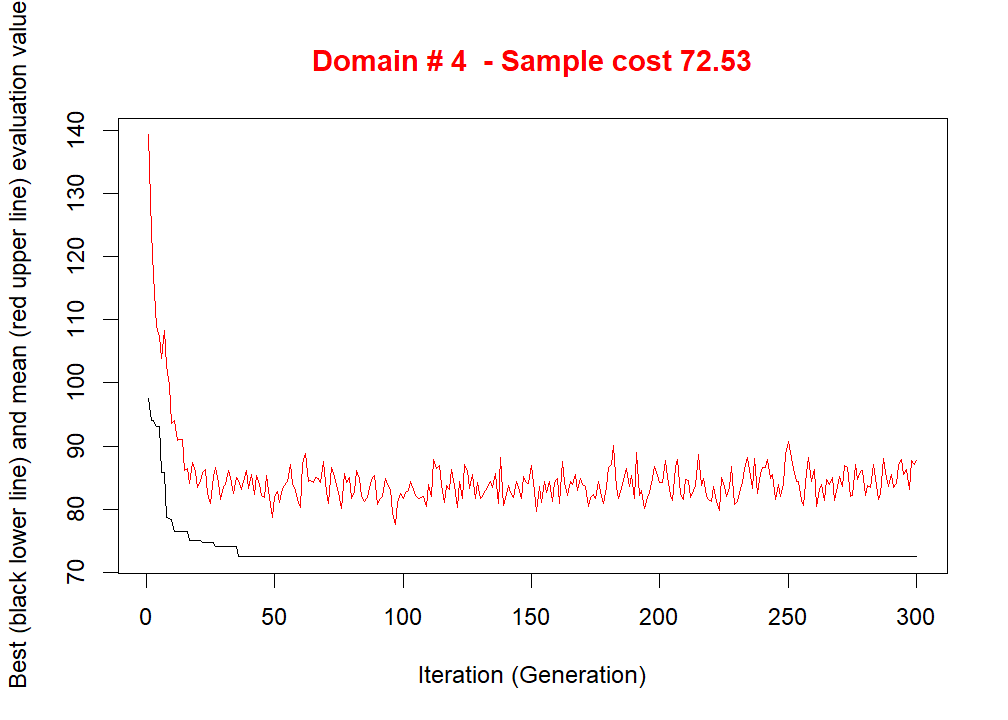 Domain # 4  - Sample cost 72.53
Best (black lower line) and mean (red upper line) evaluation value
140
130
120
110
100
90
80
70
0 50 100 150 200 250 300
Iteration (Generation)